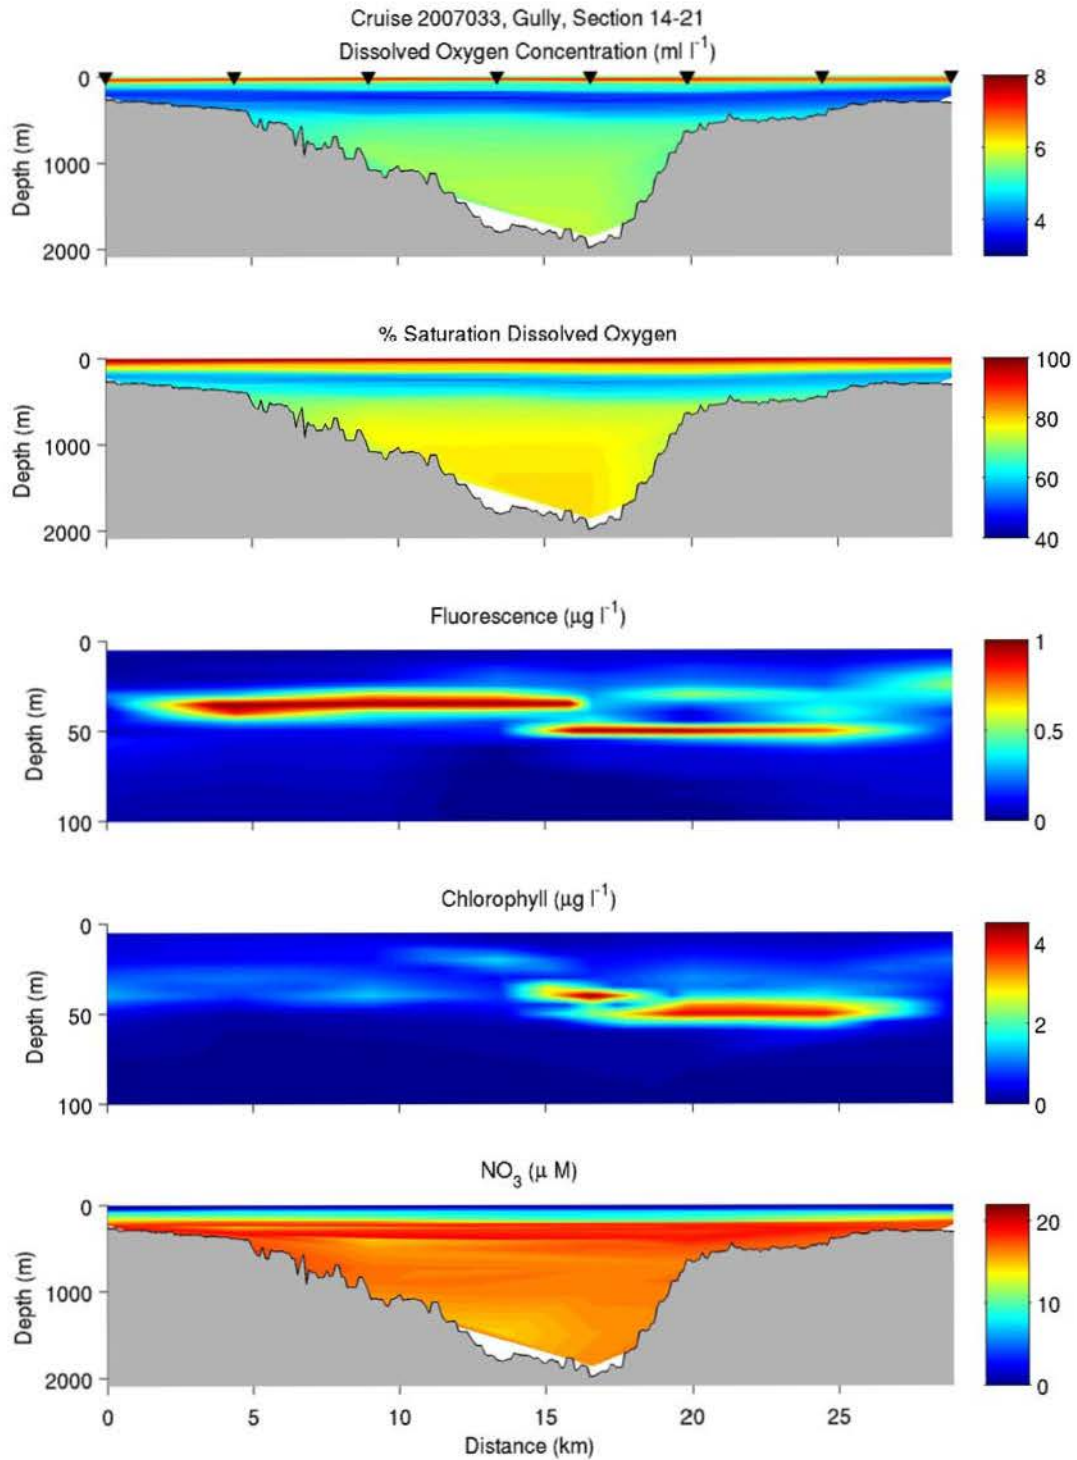 Cruise 2007033, Gully, Section 14-21
Dissolved Oxygen Concentration (ml l⁻¹)
0
1000
2000
Depth (m)
8
6
4
% Saturation Dissolved Oxygen
0
1000
2000
Depth (m)
100
80
60
40
Fluorescence (μg l⁻¹)
0
50
100
Depth (m)
1
0.5
0
Chlorophyll (μg l⁻¹)
0
50
100
Depth (m)
4
2
0
NO₃ (μ M)
0
1000
2000
Depth (m)
20
10
0
0 5 10 15 20 25
Distance (km)